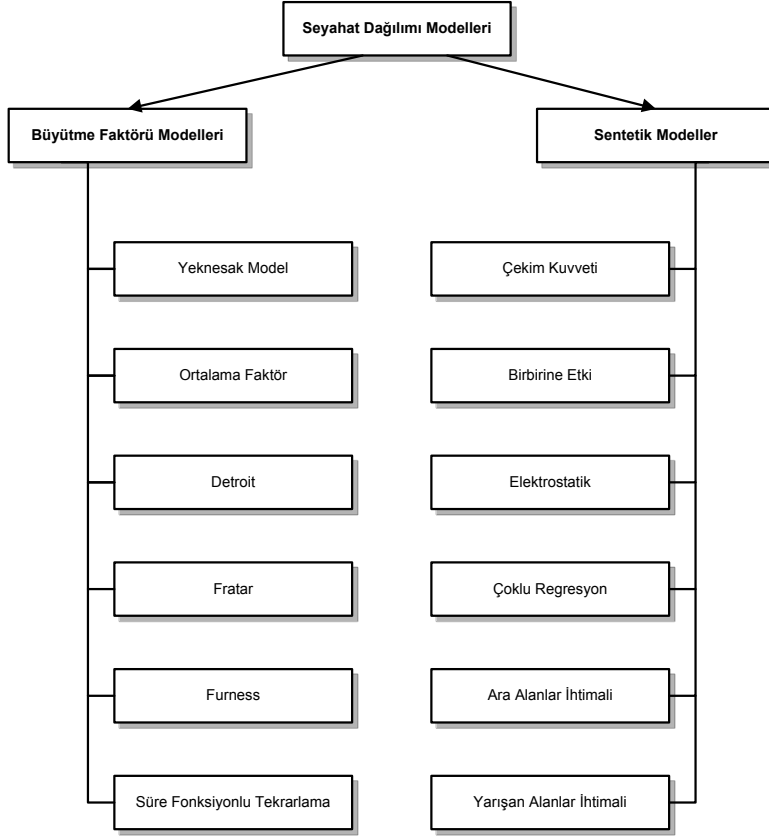 Seyahat Dağılımı Modelleri
Büyütme Faktörü Modelleri
Sentetik Modeller
Yeknesak Model
Çekim Kuvveti
Ortalama Faktör
Birbirine Etki
Detroit
Elektrostatik
Fratar
Çoklu Regresyon
Furness
Ara Alanlar İhtimali
Süre Fonksiyonlu Tekrarlama
Yarışan Alanlar İhtimali